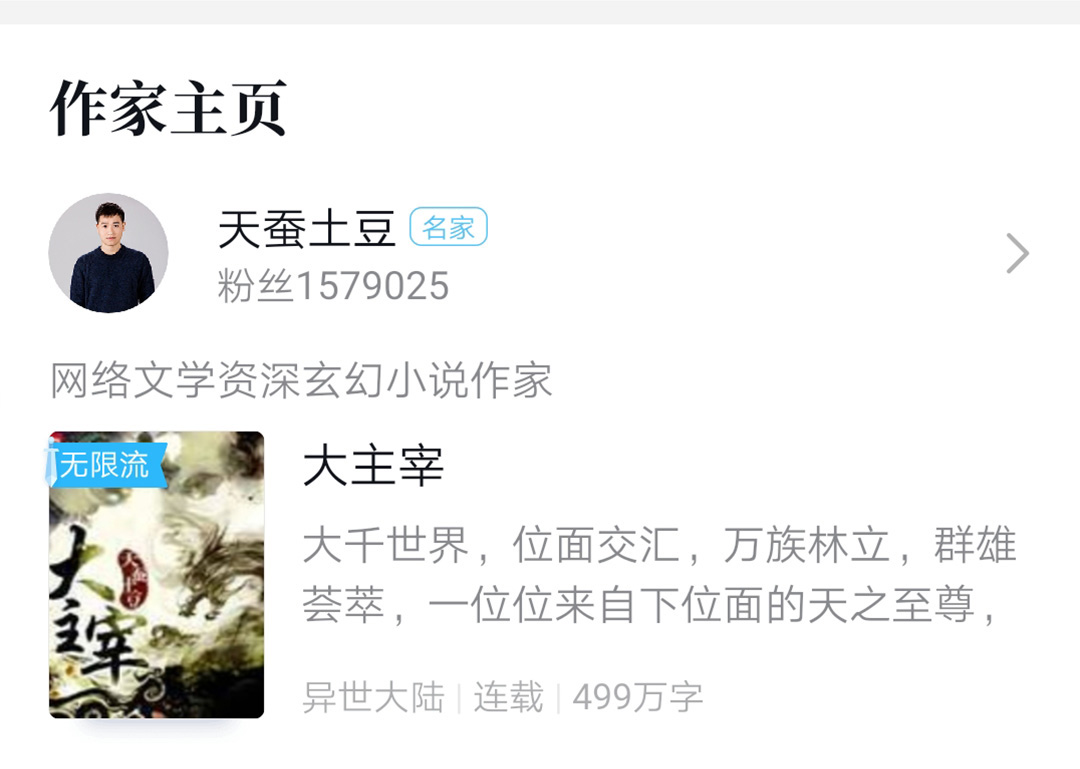 作家主页
天蚕土豆 名家
粉丝1579025
网络文学资深玄幻小说作家
无限流
大主宰
天蚕土豆
大主宰
大千世界，位面交汇，万族林立，群雄
荟萃，一位位来自下位面的天之至尊，
异世大陆 | 连载 | 499万字